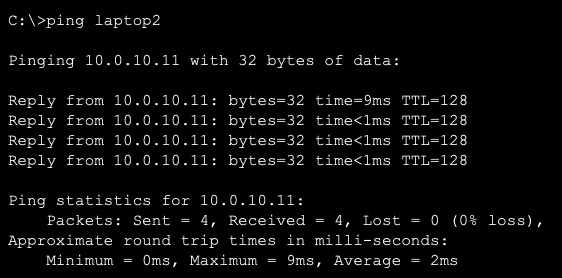 C:\>ping laptop2
Pinging 10.0.10.11 with 32 bytes of data:
Reply from 10.0.10.11: bytes=32 time=9ms TTL=128
Reply from 10.0.10.11: bytes=32 time<1ms TTL=128
Reply from 10.0.10.11: bytes=32 time<1ms TTL=128
Reply from 10.0.10.11: bytes=32 time<1ms TTL=128
Ping statistics for 10.0.10.11:
    Packets: Sent = 4, Received = 4, Lost = 0 (0% loss),
Approximate round trip times in milli-seconds:
    Minimum = 0ms, Maximum = 9ms, Average = 2ms